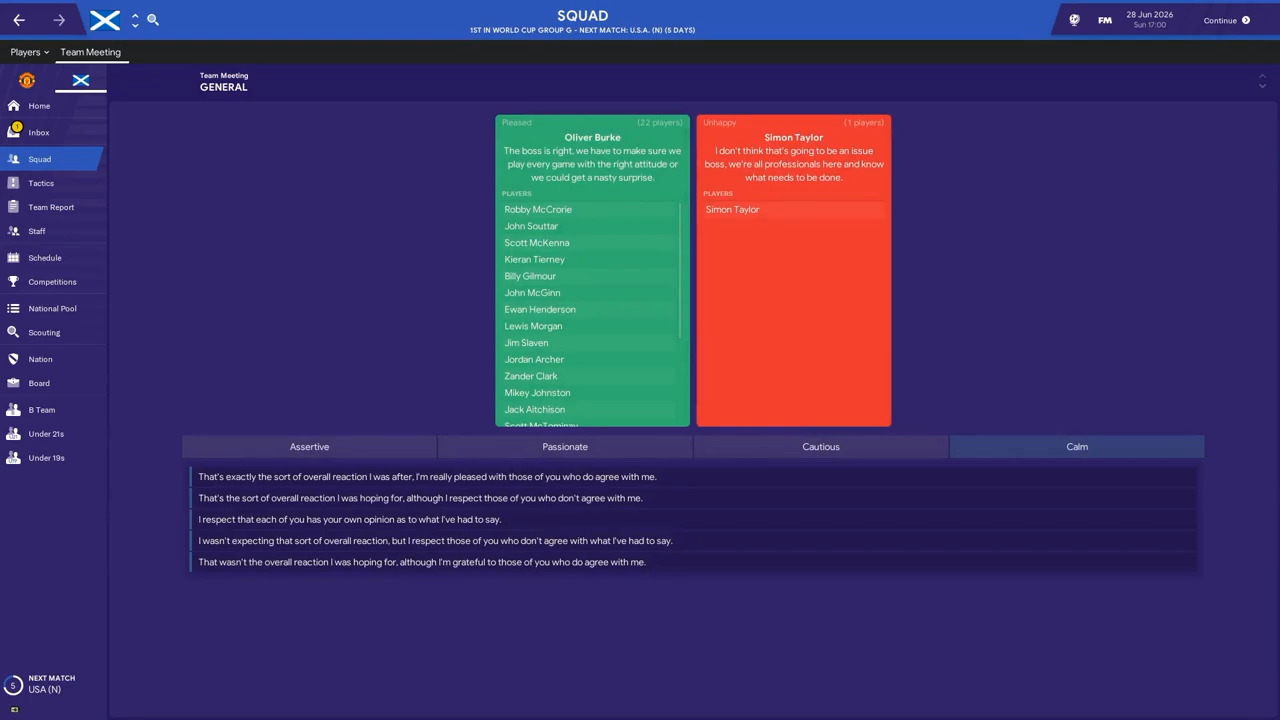 SQUAD
1ST IN WORLD CUP GROUP G - NEXT MATCH: U.S.A. (N) (5 DAYS)
FM
28 Jun 2026
Sun 17:00
Continue
Players
Team Meeting
Team Meeting
GENERAL
Home
1
Inbox
Squad
Tactics
Team Report
Staff
Schedule
Competitions
National Pool
Scouting
Nation
Board
B Team
Under 21s
Under 19s
NEXT MATCH
5
USA (N)
Pleased (22 players)
Oliver Burke
The boss is right, we have to make sure we
play every game with the right attitude or
we could get a nasty surprise.
PLAYERS
Robby McCrorie
John Souttar
Scott McKenna
Kieran Tierney
Billy Gilmour
John McGinn
Ewan Henderson
Lewis Morgan
Jim Slaven
Jordan Archer
Zander Clark
Mikey Johnston
Jack Aitchison
Scott McTominay
Unhappy (1 players)
Simon Taylor
I don't think that's going to be an issue
boss, we're all professionals here and know
what needs to be done.
PLAYERS
Simon Taylor
Assertive
Passionate
Cautious
Calm
That's exactly the sort of overall reaction I was after, I'm really pleased with those of you who do agree with me.
That's the sort of overall reaction I was hoping for, although I respect those of you who don't agree with me.
I respect that each of you has your own opinion as to what I've had to say.
I wasn't expecting that sort of overall reaction, but I respect those of you who don't agree with what I've had to say.
That wasn't the overall reaction I was hoping for, although I'm grateful to those of you who do agree with me.